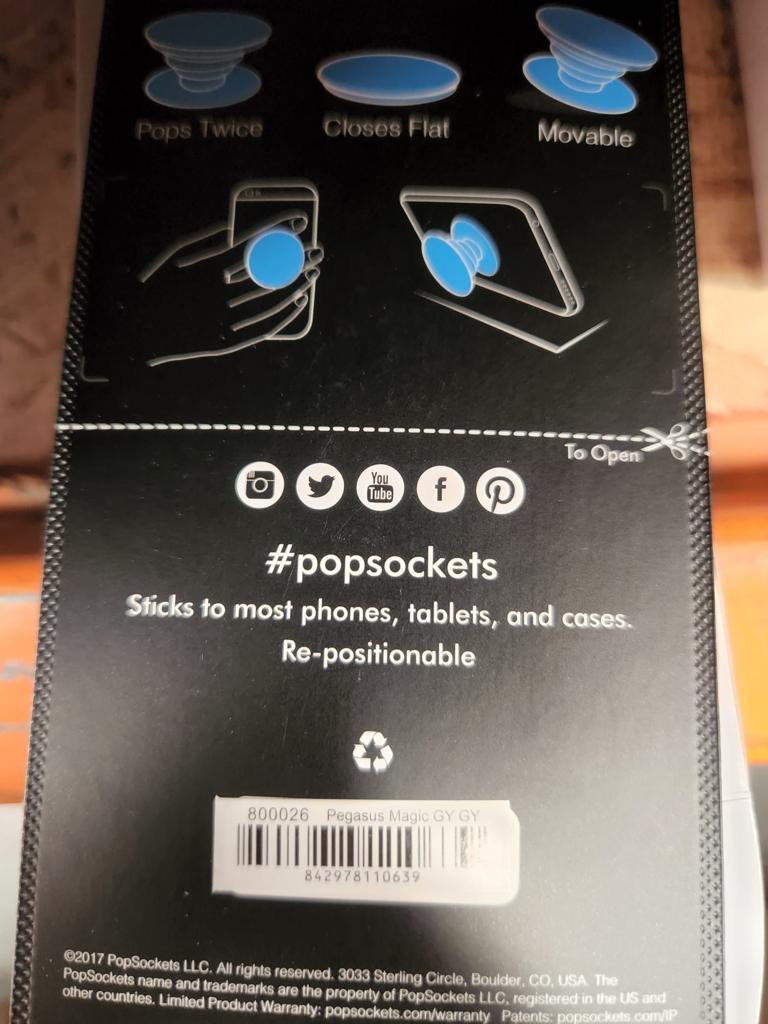 Pops Twice
Closes Flat
Movable
To Open
You
Tube
#popsockets
Sticks to most phones, tablets, and cases.
Re-positionable
800026 Pegasus Magic GY GY
842978110639
©2017 PopSockets LLC. All rights reserved. 3033 Sterling Circle, Boulder, CO, USA. The
PopSockets name and trademarks are the property of PopSockets LLC, registered in the US and
other countries. Limited Product Warranty: popsockets.com/warranty Patents: popsockets.com/IP